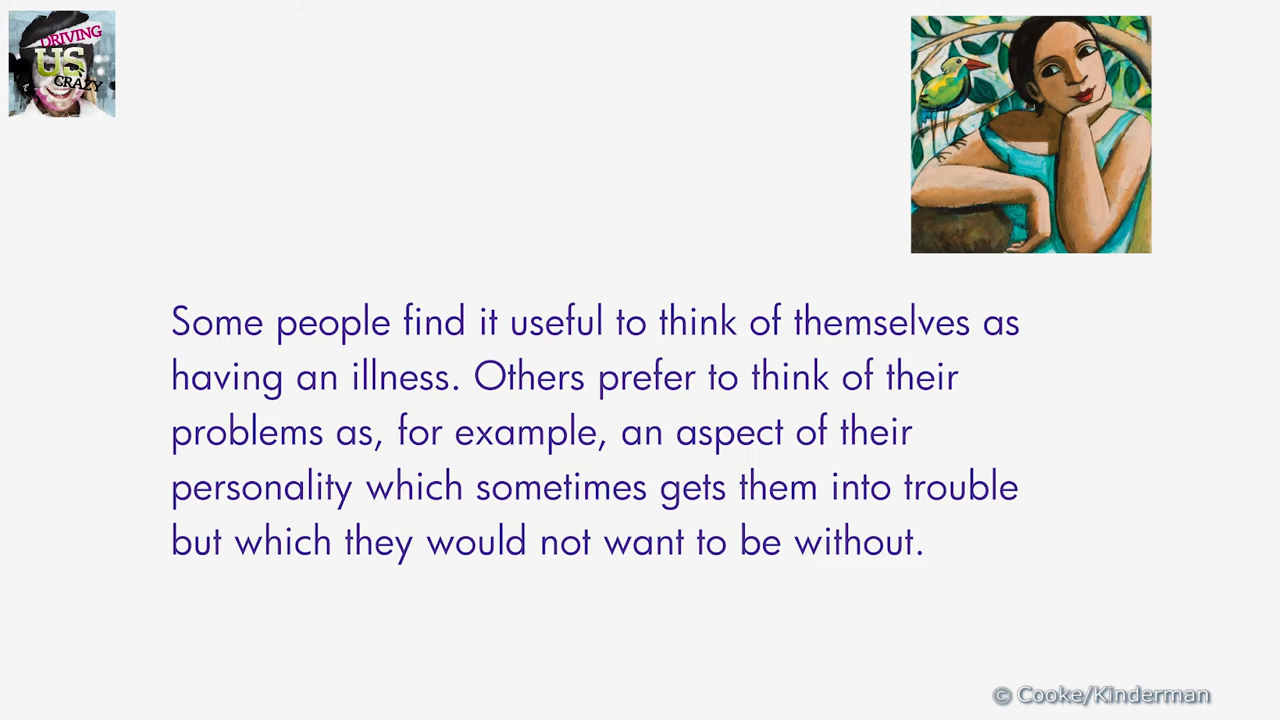 DRIVING
US
CRAZY
Some people find it useful to think of themselves as
having an illness. Others prefer to think of their
problems as, for example, an aspect of their
personality which sometimes gets them into trouble
but which they would not want to be without.
© Cooke/Kinderman